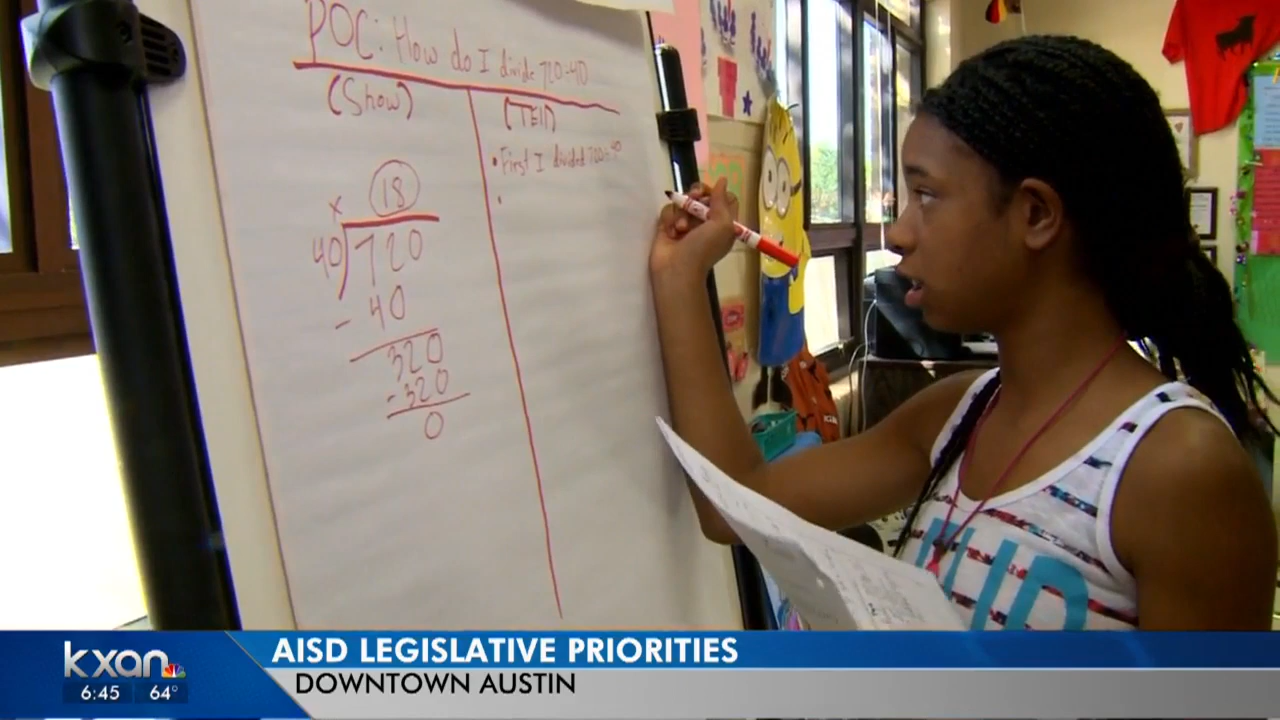 POC: How do I divide 720÷40
(Show)
(TEll)
• First I divided 720÷40
•
x
18
40)720
- 40
320
-320
0
AISD LEGISLATIVE PRIORITIES
DOWNTOWN AUSTIN
kxan
6:45 64°